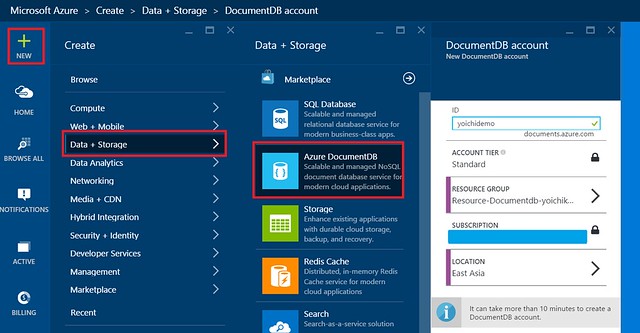 Microsoft Azure > Create > Data + Storage > DocumentDB account
NEW
HOME
BROWSE ALL
NOTIFICATIONS
ACTIVE
BILLING
Create
Browse
Compute
Web + Mobile
Data + Storage
Data Analytics
Networking
Media + CDN
Hybrid Integration
Security + Identity
Developer Services
Management
Marketplace
Recent
Data + Storage
Marketplace
SQL Database
Scalable and managed
relational database service for
modern business-class apps.
SQL
Azure DocumentDB
Scalable and managed NoSQL
document database service for
modern cloud applications.
Storage
Enhance existing applications
with durable cloud storage,
backup, and recovery.
Redis Cache
Distributed, in-memory Redis
Cache service for modern
cloud applications
Search
Search-as-a-service solution
DocumentDB account
New DocumentDB account
ID
yoichidemo
documents.azure.com
ACCOUNT TIER
Standard
RESOURCE GROUP
Resource-Documentdb-yoichik...
SUBSCRIPTION
LOCATION
East Asia
It can take more than 10 minutes to create a
DocumentDB account.